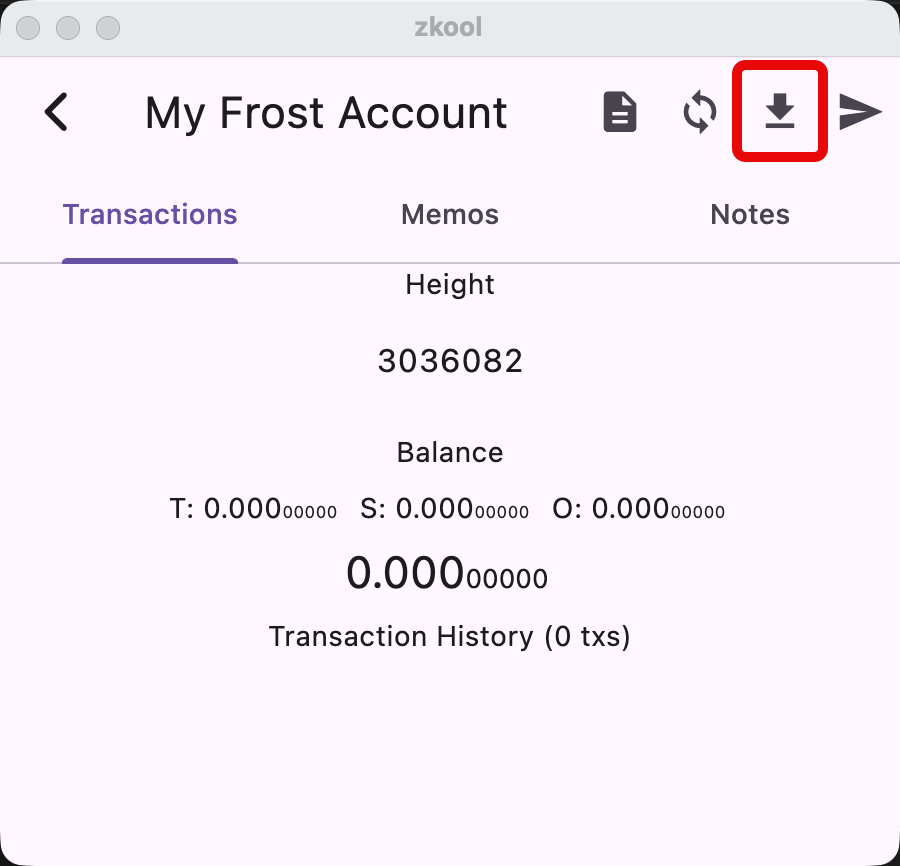 zkool
My Frost Account
Transactions Memos Notes
Height
3036082
Balance
T: 0.00000000 S: 0.00000000 O: 0.00000000
0.00000000
Transaction History (0 txs)